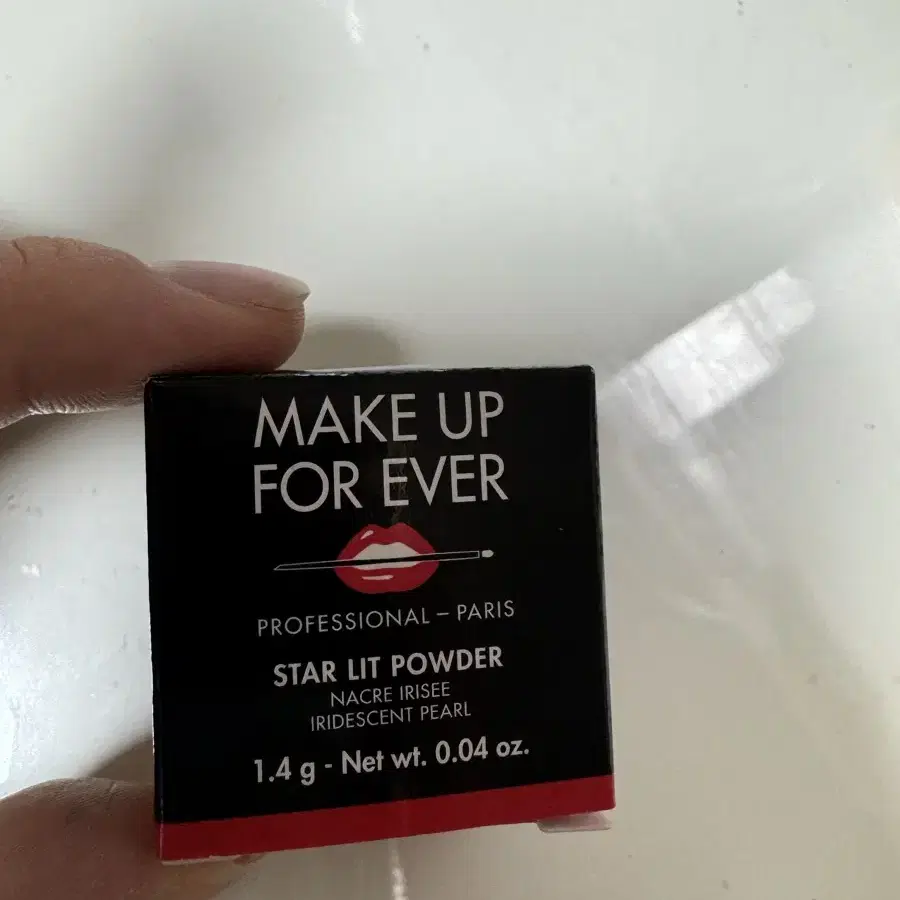 MAKE UP
FOR EVER
PROFESSIONAL – PARIS
STAR LIT POWDER
NACRE IRISEE
IRIDESCENT PEARL
1.4 g - Net wt. 0.04 oz.